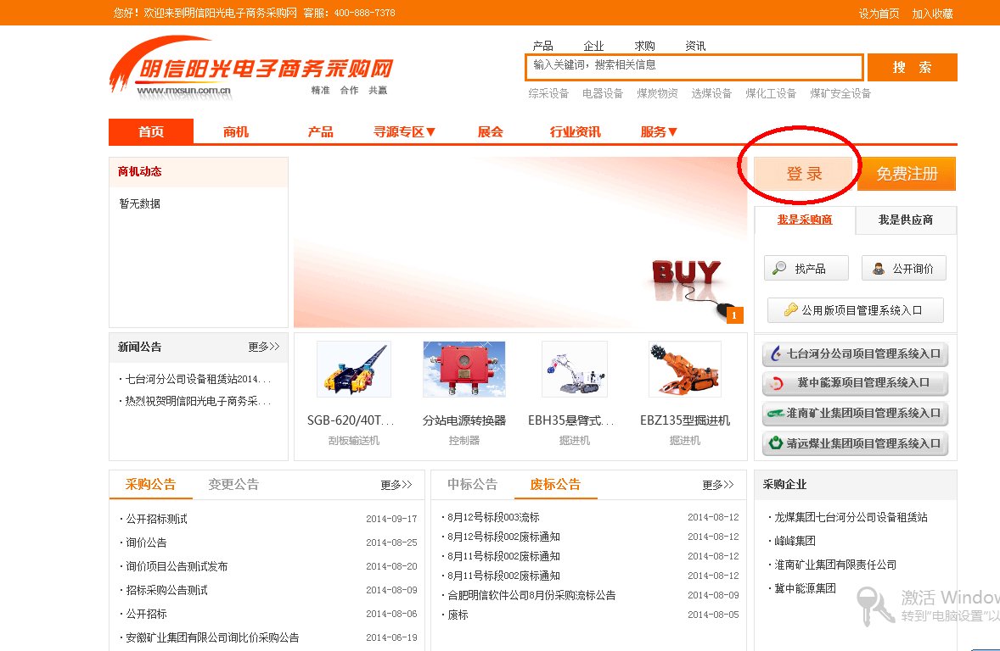 您好！欢迎来到明信阳光电子商务采购网 客服：400-888-7378 设为首页 加入收藏
明信阳光电子商务采购网
www.mxsun.com.cn 精准 合作 共赢
产品 企业 求购 资讯
输入关键词，搜索相关信息 搜 索
综采设备 电器设备 煤炭物资 选煤设备 煤化工设备 煤矿安全设备
首页 商机 产品 寻源专区▼ 展会 行业资讯 服务▼
商机动态
暂无数据
BUY
1
登 录 免费注册
我是采购商 我是供应商
找产品 公开询价
公用版项目管理系统入口
新闻公告 更多>>
· 七台河分公司设备租赁站2014...
· 热烈祝贺明信阳光电子商务采...
SGB-620/40T... 分站电源转换器 EBH35悬臂式... EBZ135型掘进机
刮板输送机 控制器 掘进机 掘进机
七台河分公司项目管理系统入口
冀中能源项目管理系统入口
淮南矿业集团项目管理系统入口
靖远煤业集团项目管理系统入口
采购公告 变更公告 更多>>
· 公开招标测试 2014-09-17
· 询价公告 2014-08-25
· 询价项目公告测试发布 2014-08-20
· 招标采购公告测试 2014-08-09
· 公开招标 2014-08-06
· 安徽矿业集团有限公司询比价采购公告 2014-06-19
中标公告 废标公告 更多>>
· 8月12号标段003流标 2014-08-12
· 8月12号标段002废标通知 2014-08-12
· 8月11号标段002废标通知 2014-08-12
· 8月11号标段002废标通知 2014-08-12
· 合肥明信软件公司8月份采购流标公告 2014-08-09
· 废标 2014-08-05
采购企业
· 龙煤集团七台河分公司设备租赁站
· 峰峰集团
· 淮南矿业集团有限责任公司
· 冀中能源集团
激活 Window
转到"电脑设置"以